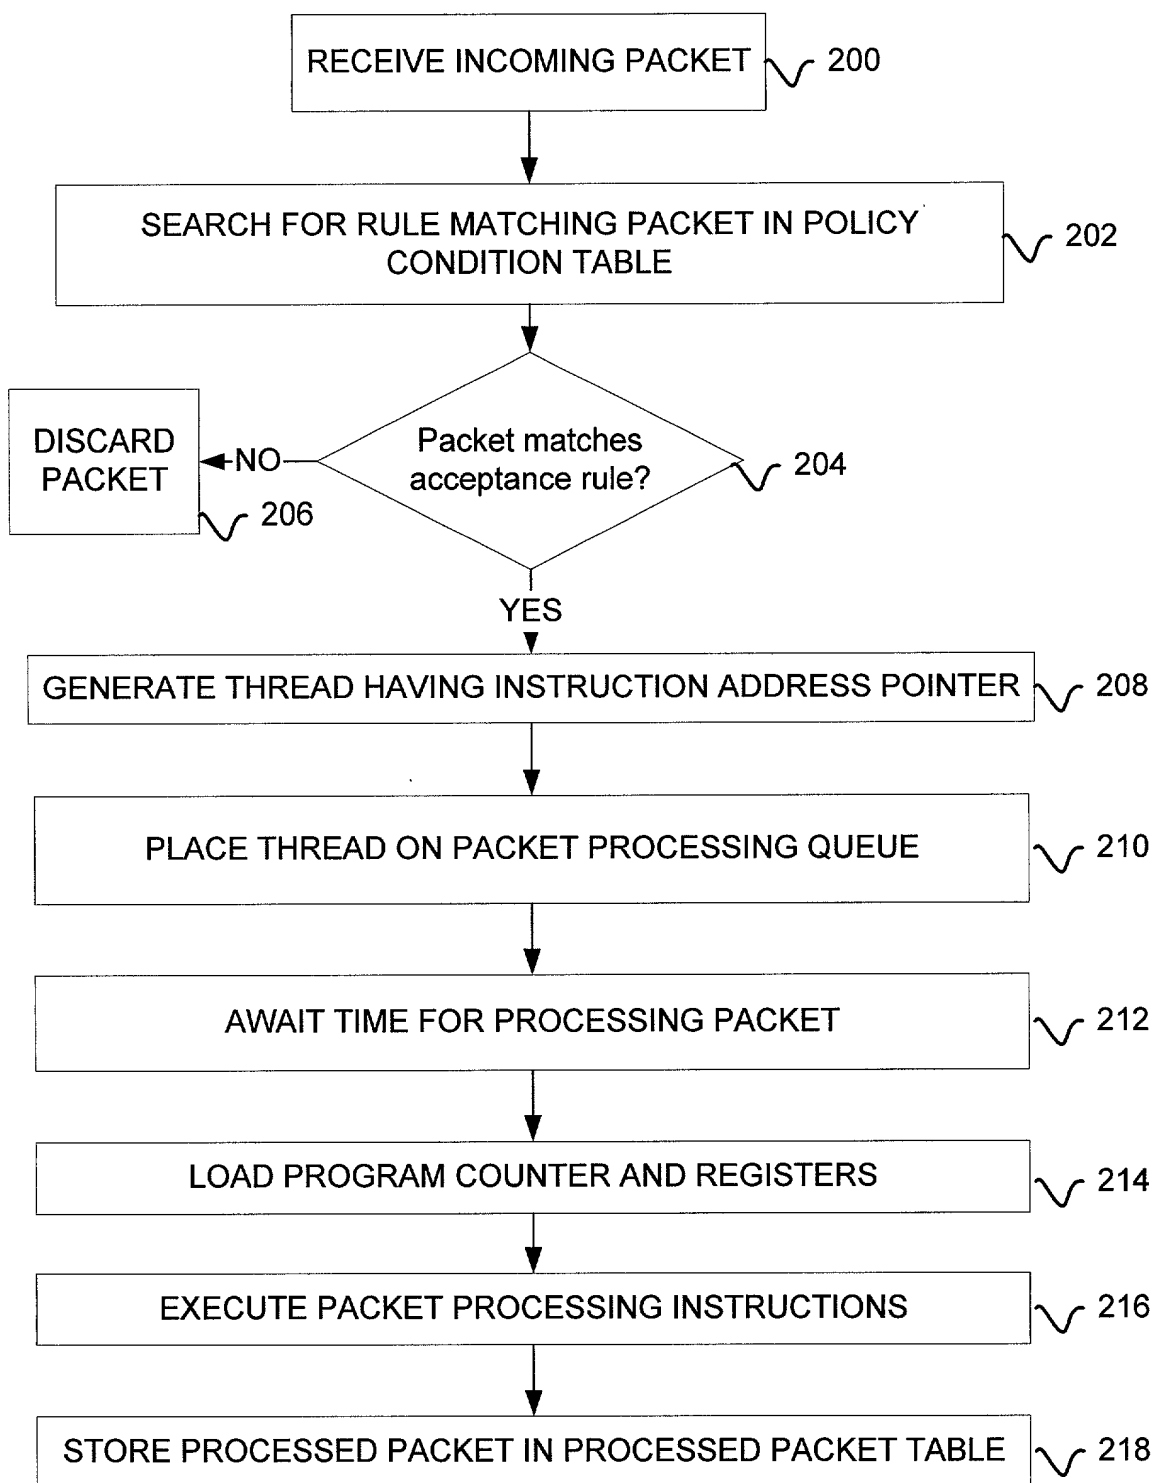 RECEIVE INCOMING PACKET
200
SEARCH FOR RULE MATCHING PACKET IN POLICY
CONDITION TABLE
202
Packet matches
acceptance rule?
204
NO
DISCARD
PACKET
206
YES
GENERATE THREAD HAVING INSTRUCTION ADDRESS POINTER
208
PLACE THREAD ON PACKET PROCESSING QUEUE
210
AWAIT TIME FOR PROCESSING PACKET
212
LOAD PROGRAM COUNTER AND REGISTERS
214
EXECUTE PACKET PROCESSING INSTRUCTIONS
216
STORE PROCESSED PACKET IN PROCESSED PACKET TABLE
218